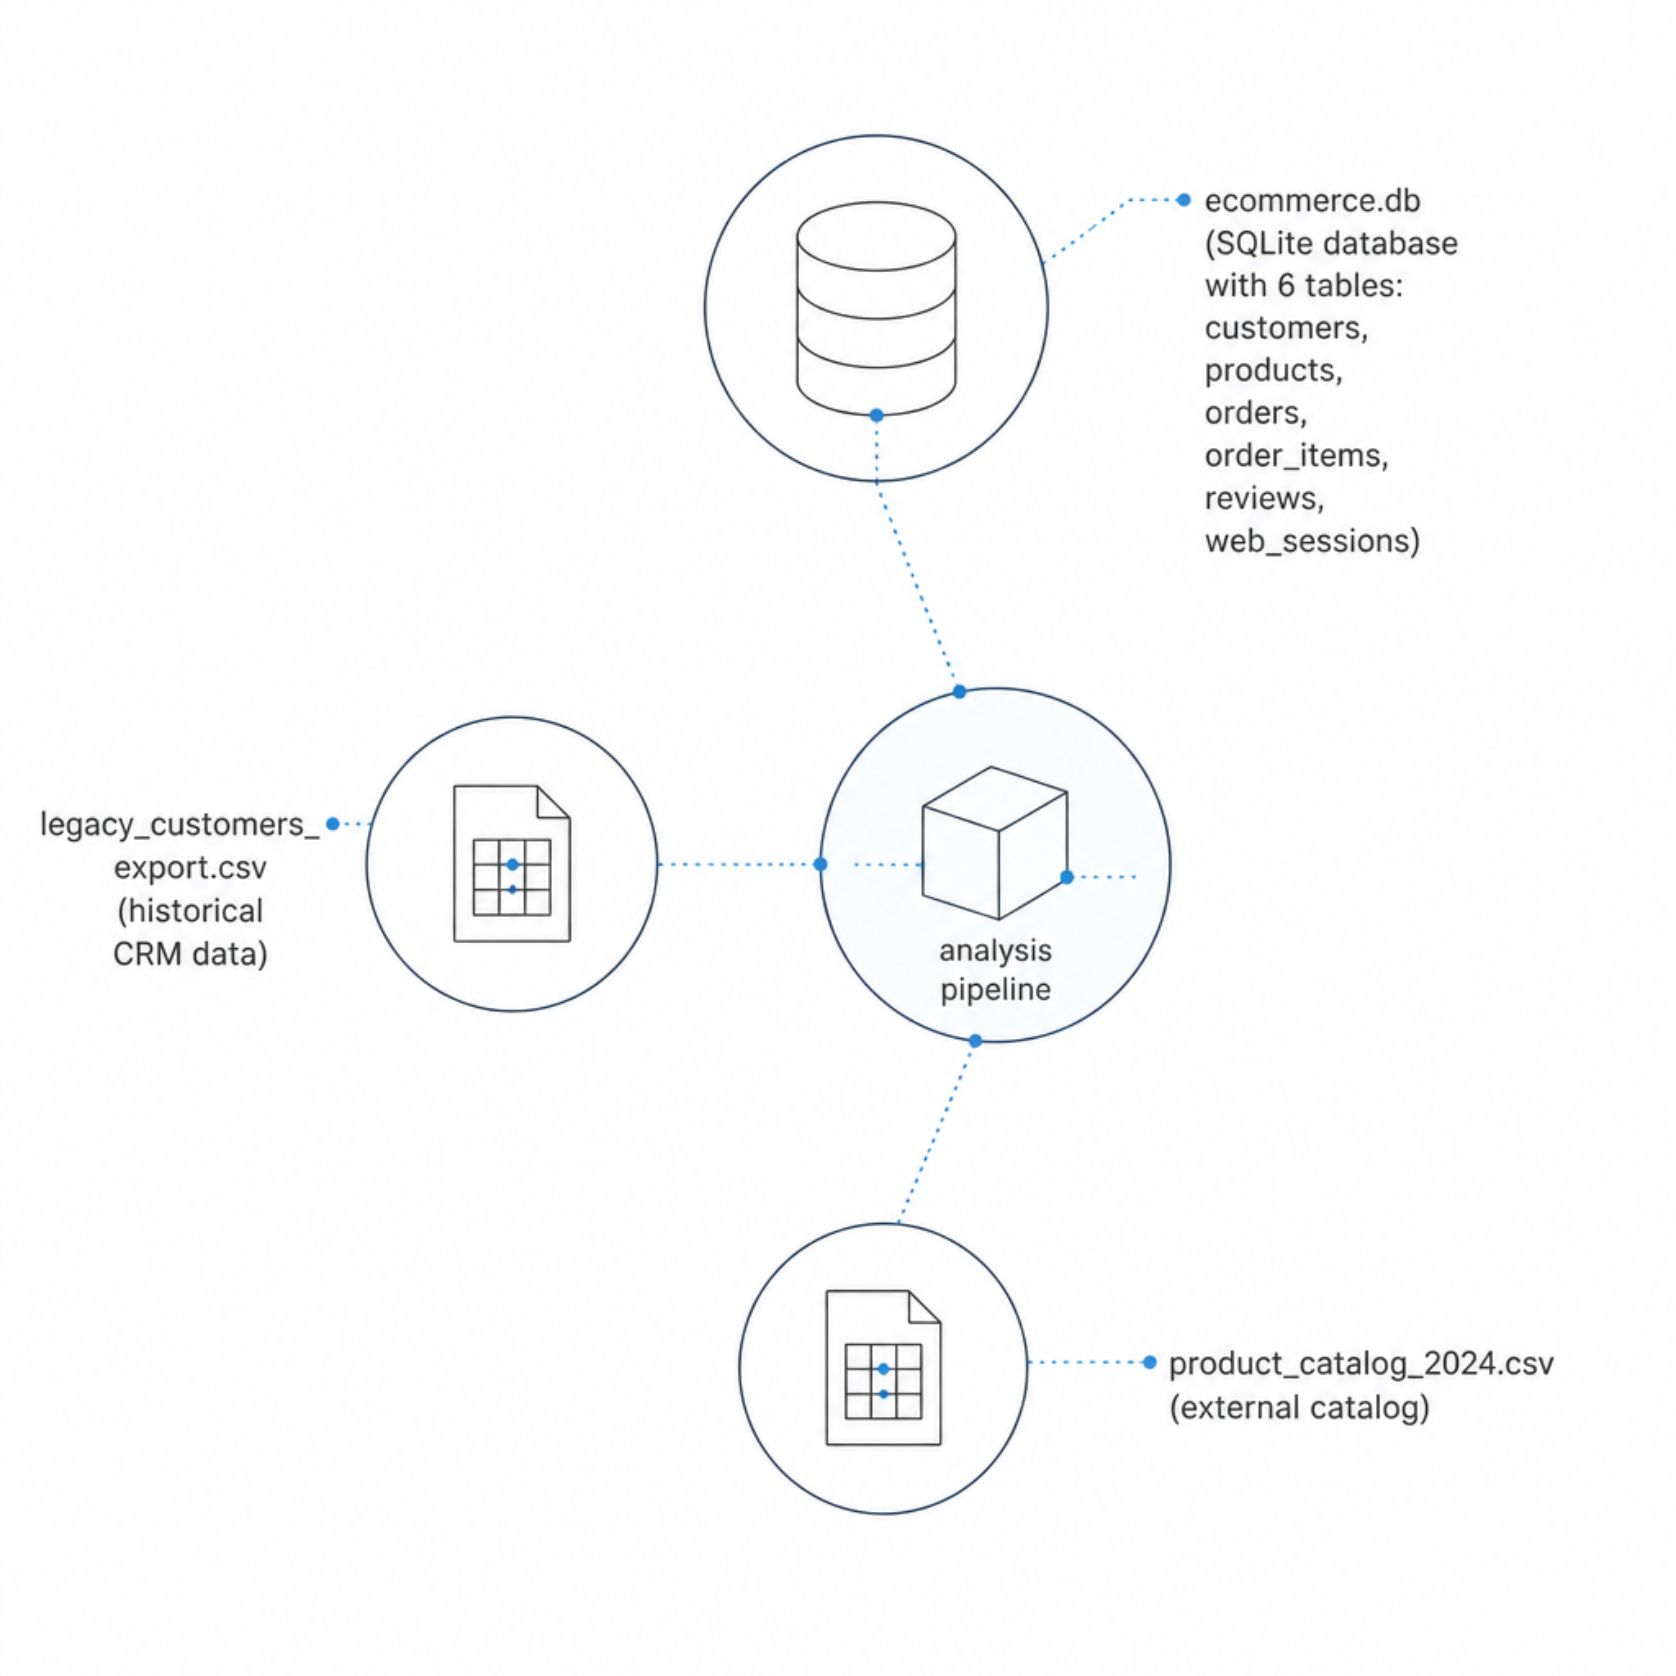 ecommerce.db
(SQLite database
with 6 tables:
customers,
products,
orders,
order_items,
reviews,
web_sessions)
legacy_customers_
export.csv
(historical
CRM data)
analysis
pipeline
product_catalog_2024.csv
(external catalog)